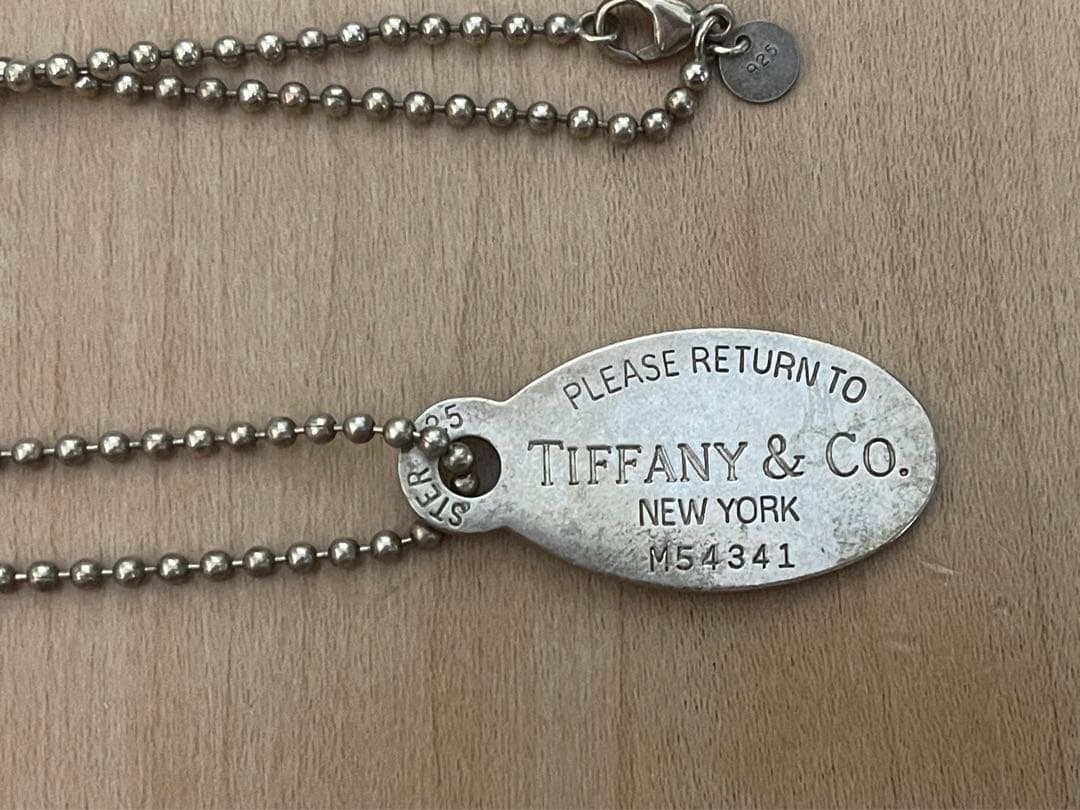 925
PLEASE RETURN TO
TIFFANY & CO.
NEW YORK
M54341